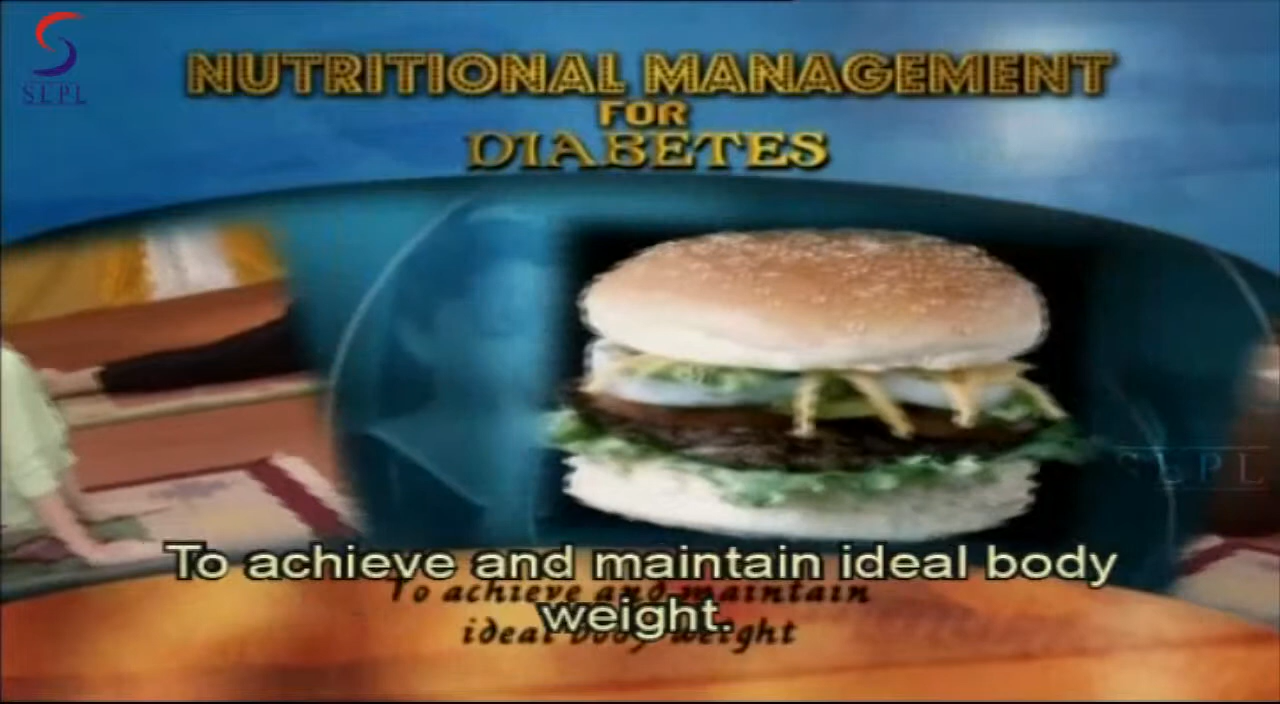 SLPL
NUTRITIONAL MANAGEMENT
FOR
DIABETES
SLPL
To achieve and maintain ideal body
weight.
To achieve and maintain
ideal body weight